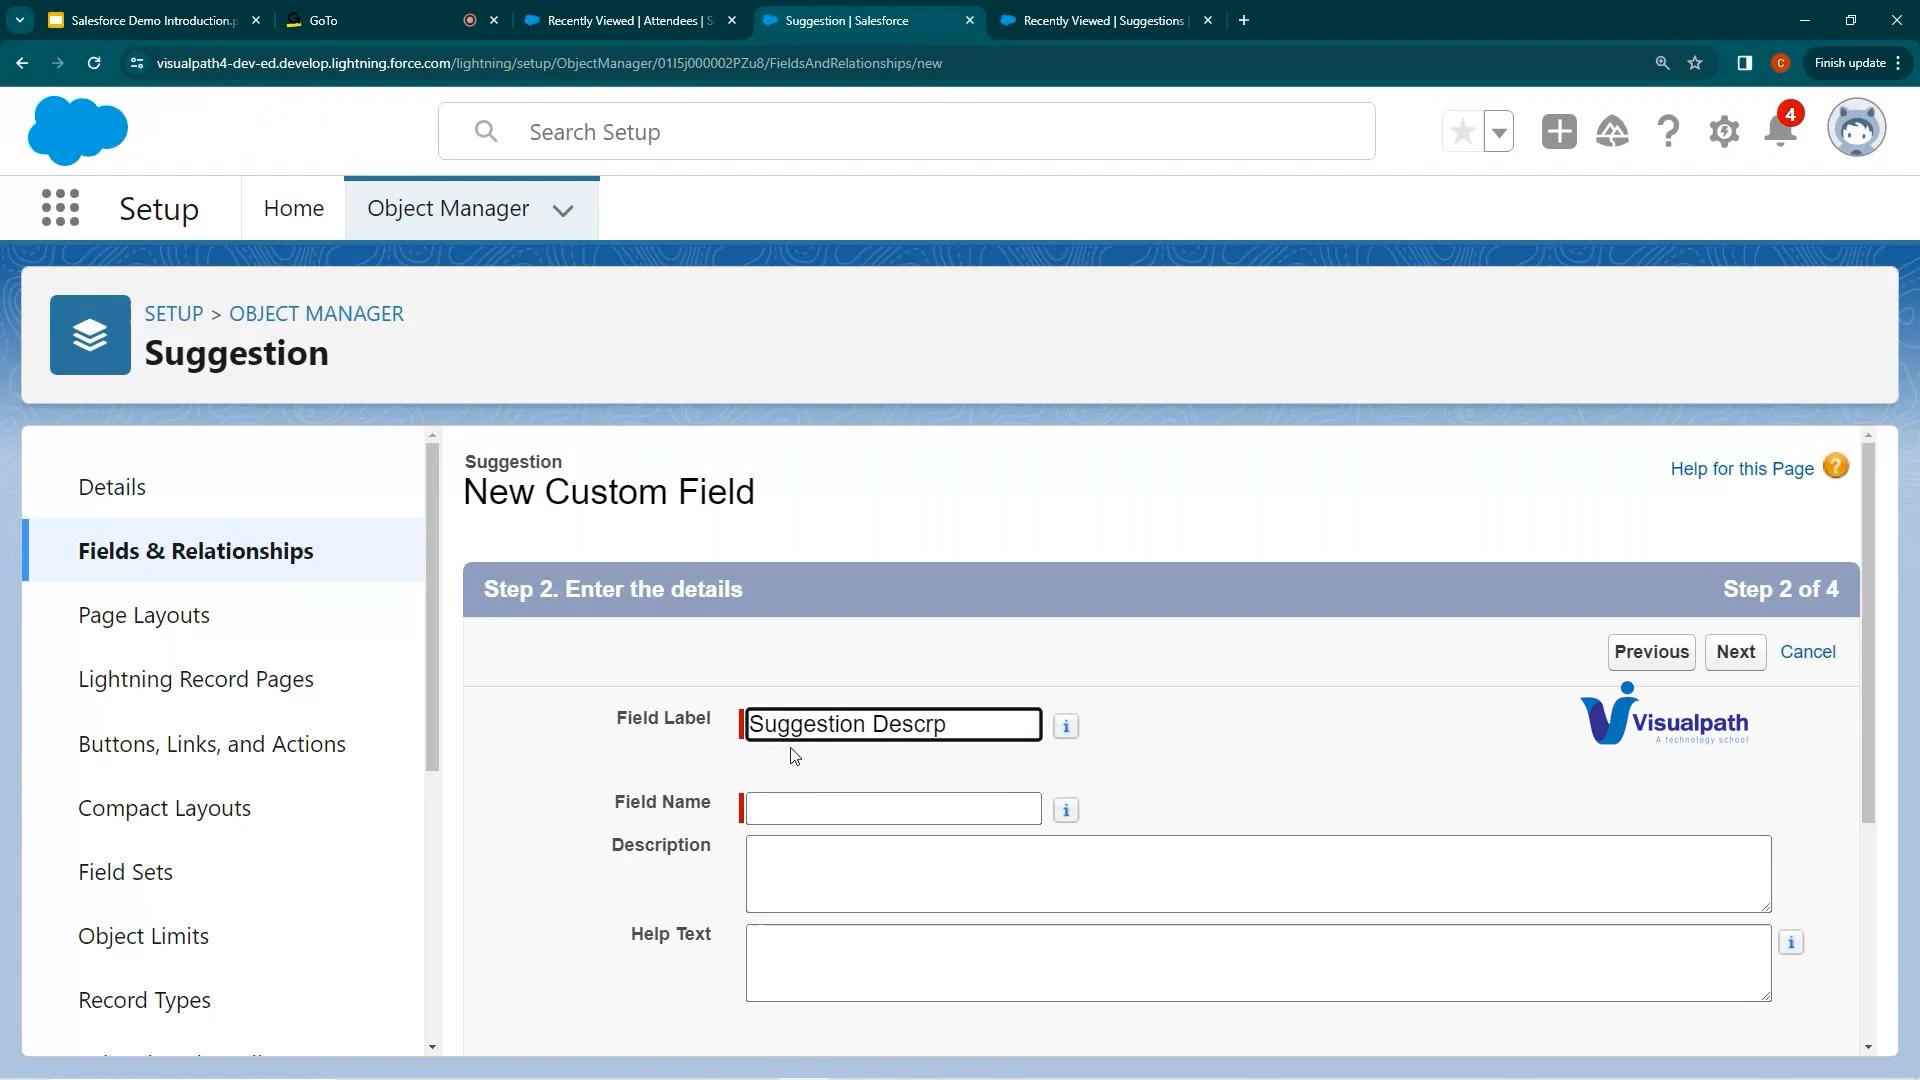 Salesforce Demo Introduction.p
GoTo
Recently Viewed | Attendees | S
Suggestion | Salesforce
Recently Viewed | Suggestions |
visualpath4-dev-ed.develop.lightning.force.com/lightning/setup/ObjectManager/01I5j000002PZu8/FieldsAndRelationships/new
C
Finish update
Search Setup
4
Setup
Home
Object Manager
SETUP > OBJECT MANAGER
Suggestion
Details
Fields & Relationships
Page Layouts
Lightning Record Pages
Buttons, Links, and Actions
Compact Layouts
Field Sets
Object Limits
Record Types
Suggestion
New Custom Field
Help for this Page ?
Step 2. Enter the details
Step 2 of 4
Previous
Next
Cancel
Field Label
Suggestion Descrp
i
Visualpath
A technology school
Field Name
i
Description
Help Text
i